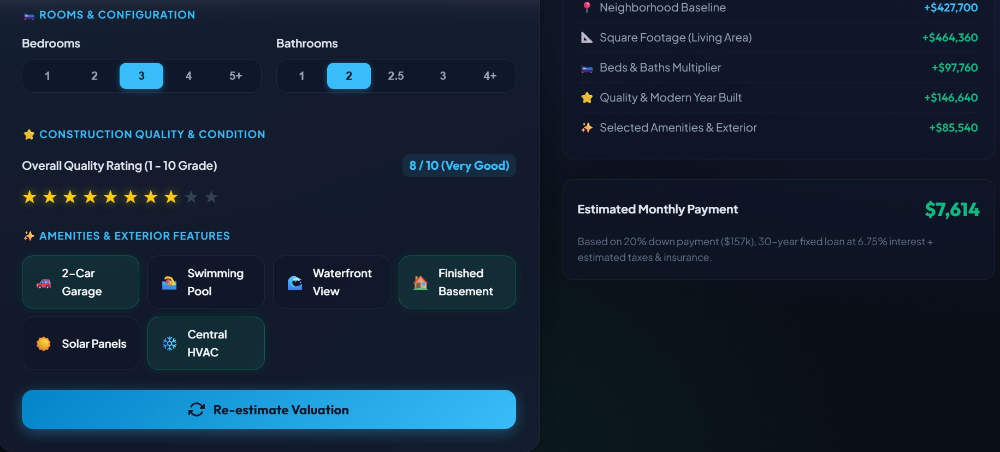 ROOMS & CONFIGURATION
Bedrooms
1 2 3 4 5+
Bathrooms
1 2 2.5 3 4+
CONSTRUCTION QUALITY & CONDITION
Overall Quality Rating (1 - 10 Grade)
8 / 10 (Very Good)
AMENITIES & EXTERIOR FEATURES
2-Car
Garage
Swimming
Pool
Waterfront
View
Finished
Basement
Solar Panels
Central
HVAC
Re-estimate Valuation
Neighborhood Baseline +$427,700
Square Footage (Living Area) +$464,360
Beds & Baths Multiplier +$97,760
Quality & Modern Year Built +$146,640
Selected Amenities & Exterior +$85,540
Estimated Monthly Payment $7,614
Based on 20% down payment ($157k), 30-year fixed loan at 6.75% interest +
estimated taxes & insurance.